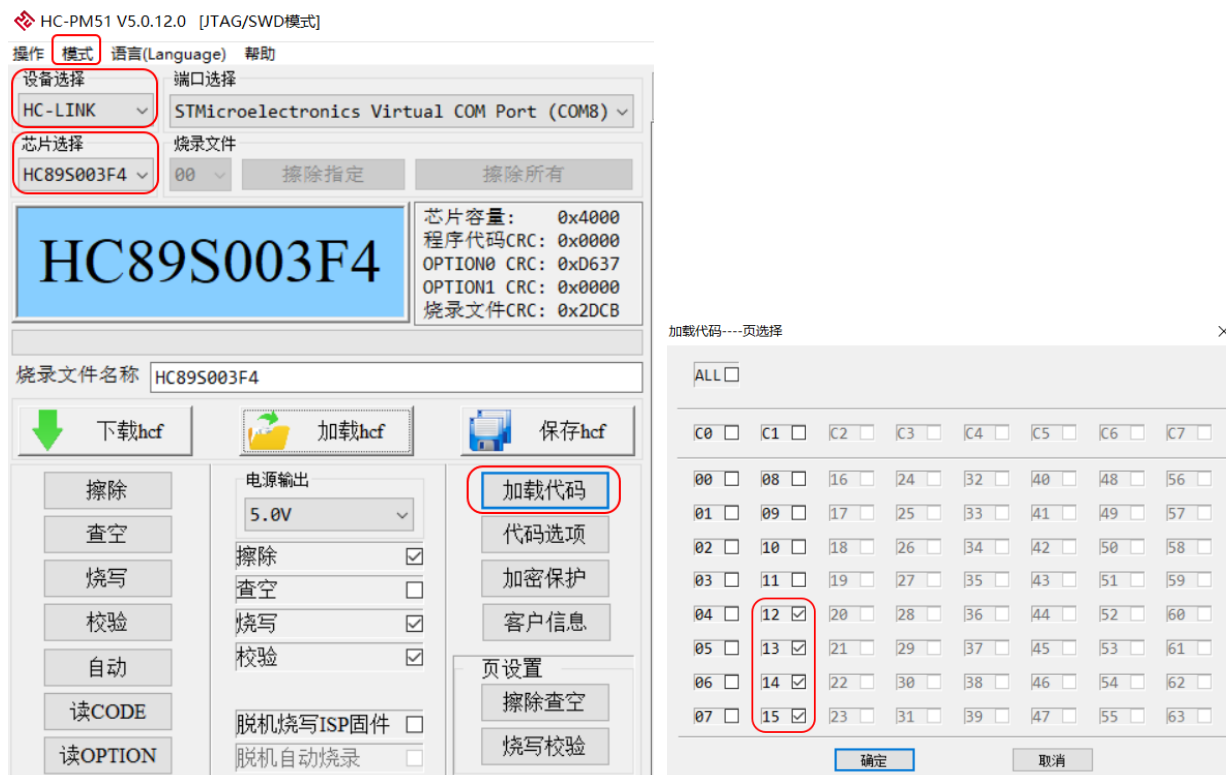 HC-PM51 V5.0.12.0 [JTAG/SWD模式]
操作 模式 语言(Language) 帮助
设备选择 端口选择
HC-LINK STMicroelectronics Virtual COM Port (COM8)
芯片选择 烧录文件
HC89S003F4 00 擦除指定 擦除所有
HC89S003F4
芯片容量: 0x4000
程序代码CRC: 0x0000
OPTION0 CRC: 0xD637
OPTION1 CRC: 0x0000
烧录文件CRC: 0x2DCB
烧录文件名称 HC89S003F4
下载hcf 加载hcf 保存hcf
擦除
查空
烧写
校验
自动
读CODE
读OPTION
电源输出
5.0V
擦除
查空
烧写
校验
脱机烧写ISP固件
脱机自动烧录
加载代码
代码选项
加密保护
客户信息
页设置
擦除查空
烧写校验
加载代码----页选择
ALL
C0 C1 C2 C3 C4 C5 C6 C7
00 08 16 24 32 40 48 56
01 09 17 25 33 41 49 57
02 10 18 26 34 42 50 58
03 11 19 27 35 43 51 59
04 12 20 28 36 44 52 60
05 13 21 29 37 45 53 61
06 14 22 30 38 46 54 62
07 15 23 31 39 47 55 63
确定 取消